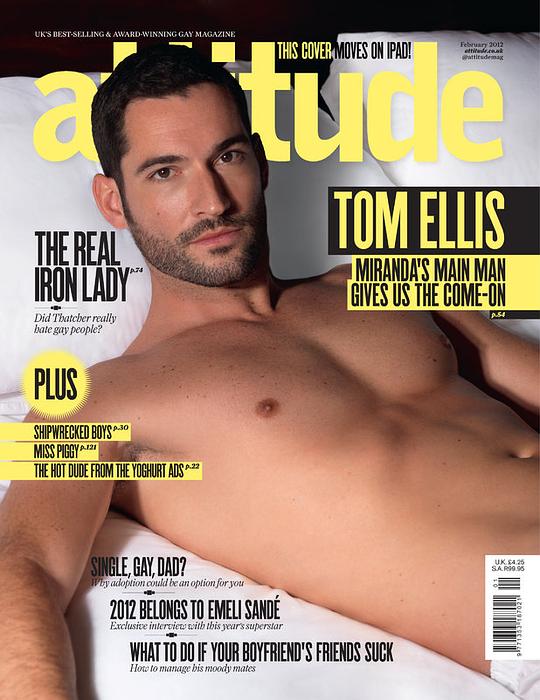 UK'S BEST-SELLING & AWARD-WINNING GAY MAGAZINE
THIS COVER MOVES ON IPAD!
February 2012
attitude.co.uk
@attitudemag
attitude
TOM ELLIS
MIRANDA'S MAIN MAN
GIVES US THE COME-ON
p.54
THE REAL
IRON LADY p.74
Did Thatcher really
hate gay people?
PLUS
SHIPWRECKED BOYS p.30
MISS PIGGY p.121
THE HOT DUDE FROM THE YOGHURT ADS p.22
SINGLE, GAY, DAD?
Why adoption could be an option for you
2012 BELONGS TO EMELI SANDÉ
Exclusive interview with this year's superstar
WHAT TO DO IF YOUR BOYFRIEND'S FRIENDS SUCK
How to manage his moody mates
U.K. £4.25
S.A. R99.95
01